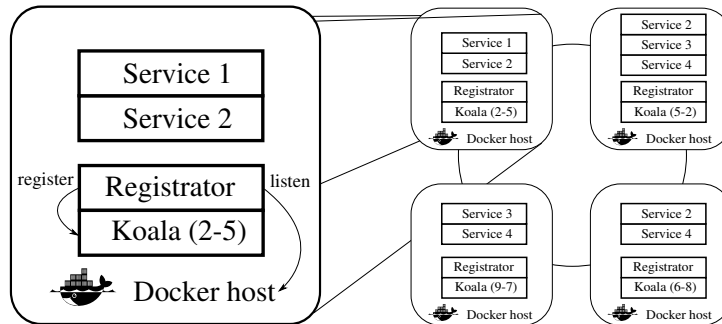 Service 1
Service 2
register
Registrator
listen
Koala (2-5)
Docker host
Service 1
Service 2
Registrator
Koala (2-5)
Docker host
Service 2
Service 3
Service 4
Registrator
Koala (5-2)
Docker host
Service 3
Service 4
Registrator
Koala (9-7)
Docker host
Service 2
Service 4
Registrator
Koala (6-8)
Docker host